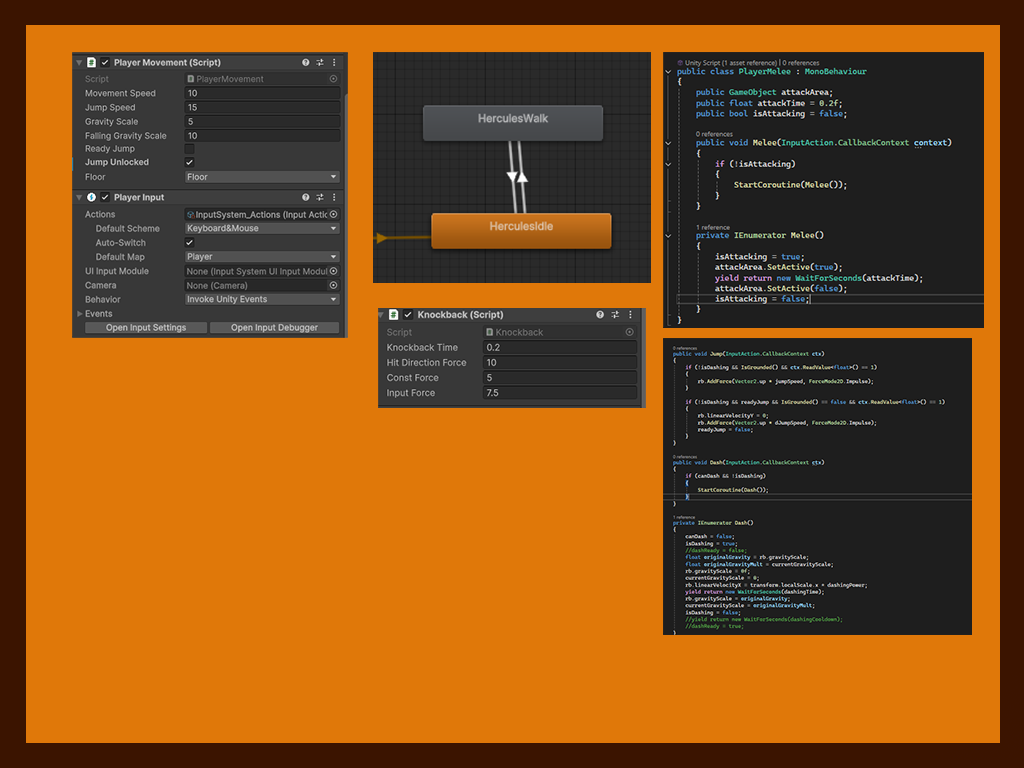 Player Movement (Script)
Script PlayerMovement
Movement Speed 10
Jump Speed 15
Gravity Scale 5
Falling Gravity Scale 10
Ready Jump
Jump Unlocked
Floor Floor
Player Input
Actions InputSystem_Actions (Input Actic
Default Scheme Keyboard&Mouse
Auto-Switch
Default Map Player
UI Input Module None (Input System UI Input Modul
Camera None (Camera)
Behavior Invoke Unity Events
Events
Open Input Settings Open Input Debugger
HerculesWalk
HerculesIdle
Knockback (Script)
Script Knockback
Knockback Time 0.2
Hit Direction Force 10
Const Force 5
Input Force 7.5
Unity Script (1 asset reference) | 0 references
public class PlayerMelee : MonoBehaviour
{
public GameObject attackArea;
public float attackTime = 0.2f;
public bool isAttacking = false;
0 references
public void Melee(InputAction.CallbackContext context)
{
if (!isAttacking)
{
StartCoroutine(Melee());
}
}
1 reference
private IEnumerator Melee()
{
isAttacking = true;
attackArea.SetActive(true);
yield return new WaitForSeconds(attackTime);
attackArea.SetActive(false);
isAttacking = false;
}
}
0 references
public void Jump(InputAction.CallbackContext ctx)
{
if (!isDashing && IsGrounded() && ctx.ReadValue<float>() == 1)
{
rb.AddForce(Vector2.up * jumpSpeed, ForceMode2D.Impulse);
}
if (!isDashing && readyJump && IsGrounded() == false && ctx.ReadValue<float>() == 1)
{
rb.linearVelocityY = 0;
rb.AddForce(Vector2.up * dJumpSpeed, ForceMode2D.Impulse);
readyJump = false;
}
}
0 references
public void Dash(InputAction.CallbackContext ctx)
{
if (canDash && !isDashing)
{
StartCoroutine(Dash());
}
}
1 reference
private IEnumerator Dash()
{
canDash = false;
isDashing = true;
//dashReady = false;
float originalGravity = rb.gravityScale;
float originalGravityMult = currentGravityScale;
rb.gravityScale = 0f;
currentGravityScale = 0;
rb.linearVelocityX = transform.localScale.x * dashingPower;
yield return new WaitForSeconds(dashingTime);
rb.gravityScale = originalGravity;
currentGravityScale = originalGravityMult;
isDashing = false;
//yield return new WaitForSeconds(dashingCooldown);
//dashReady = true;
}